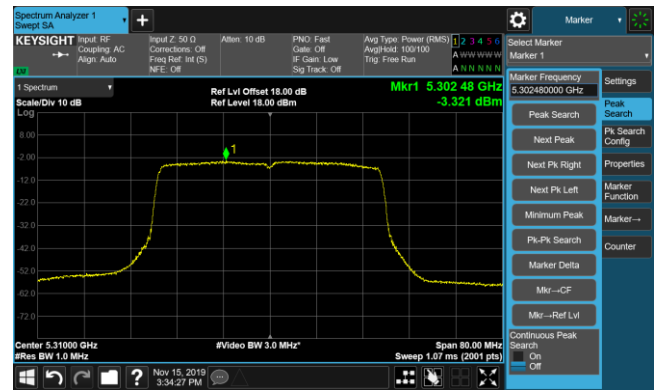 Spectrum Analyzer 1
Swept SA
Marker
KEYSIGHT
Input: RF
Coupling: AC
Align: Auto
Input Z: 50 Ω
Corrections: Off
Freq Ref: Int (S)
NFE: Off
Atten: 10 dB
PNO: Fast
Gate: Off
IF Gain: Low
Sig Track: Off
Avg Type: Power (RMS)
Avg|Hold: 100/100
Trig: Free Run
1 2 3 4 5 6
A W W W W W
A N N N N N
LXI
Select Marker
Marker 1
1 Spectrum
Scale/Div 10 dB
Log
Ref Lvl Offset 18.00 dB
Ref Level 18.00 dBm
Mkr1 5.302 48 GHz
-3.321 dBm
8.00
-2.00
-12.0
-22.0
-32.0
-42.0
-52.0
-62.0
-72.0
1
Center 5.31000 GHz
#Res BW 1.0 MHz
#Video BW 3.0 MHz*
Span 80.00 MHz
Sweep 1.07 ms (2001 pts)
Marker Frequency
5.302480000 GHz
Peak Search
Next Peak
Next Pk Right
Next Pk Left
Minimum Peak
Pk-Pk Search
Marker Delta
Mkr→CF
Mkr→Ref Lvl
Continuous Peak
Search
On
Off
Settings
Peak
Search
Pk Search
Config
Properties
Marker
Function
Marker→
Counter
Nov 15, 2019
3:34:27 PM